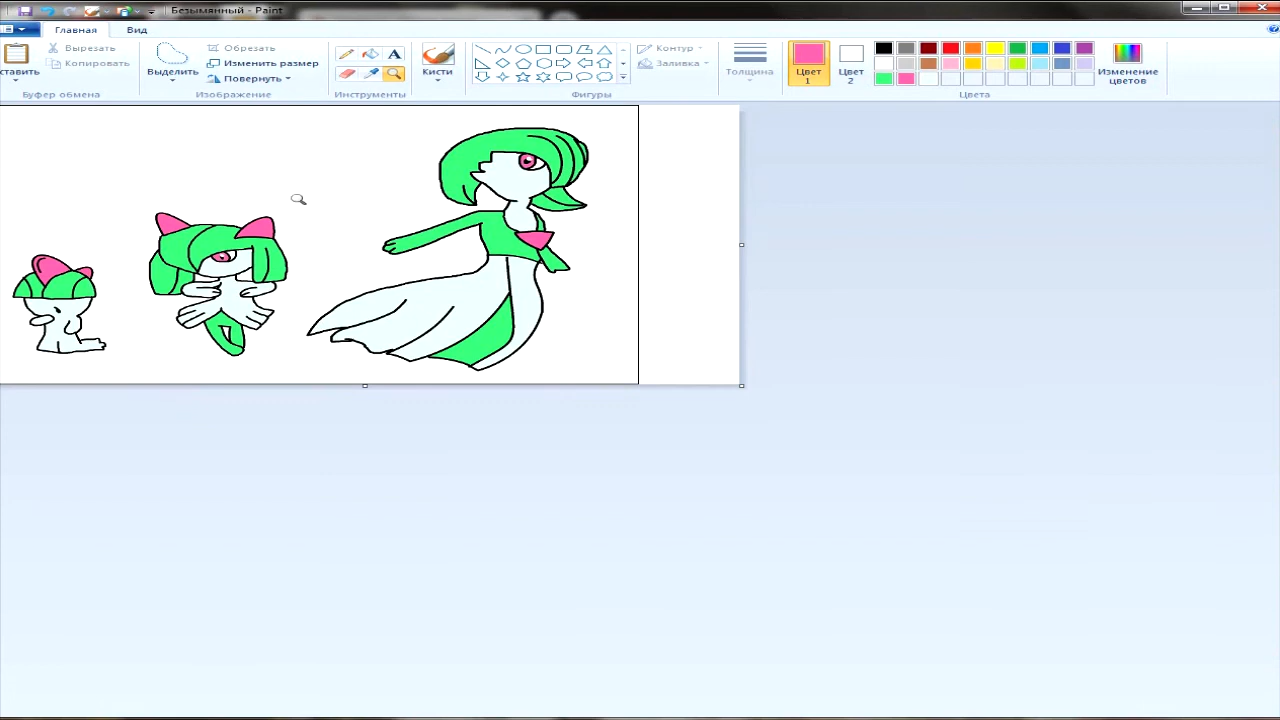 Безымянный - Paint
Главная
Вид
ставить
Вырезать
Копировать
Буфер обмена
Выделить
Обрезать
Изменить размер
Повернуть
Изображение
A
Инструменты
Кисти
Фигуры
Контур
Заливка
Толщина
Цвет
1
Цвет
2
Изменение
цветов
Цвета